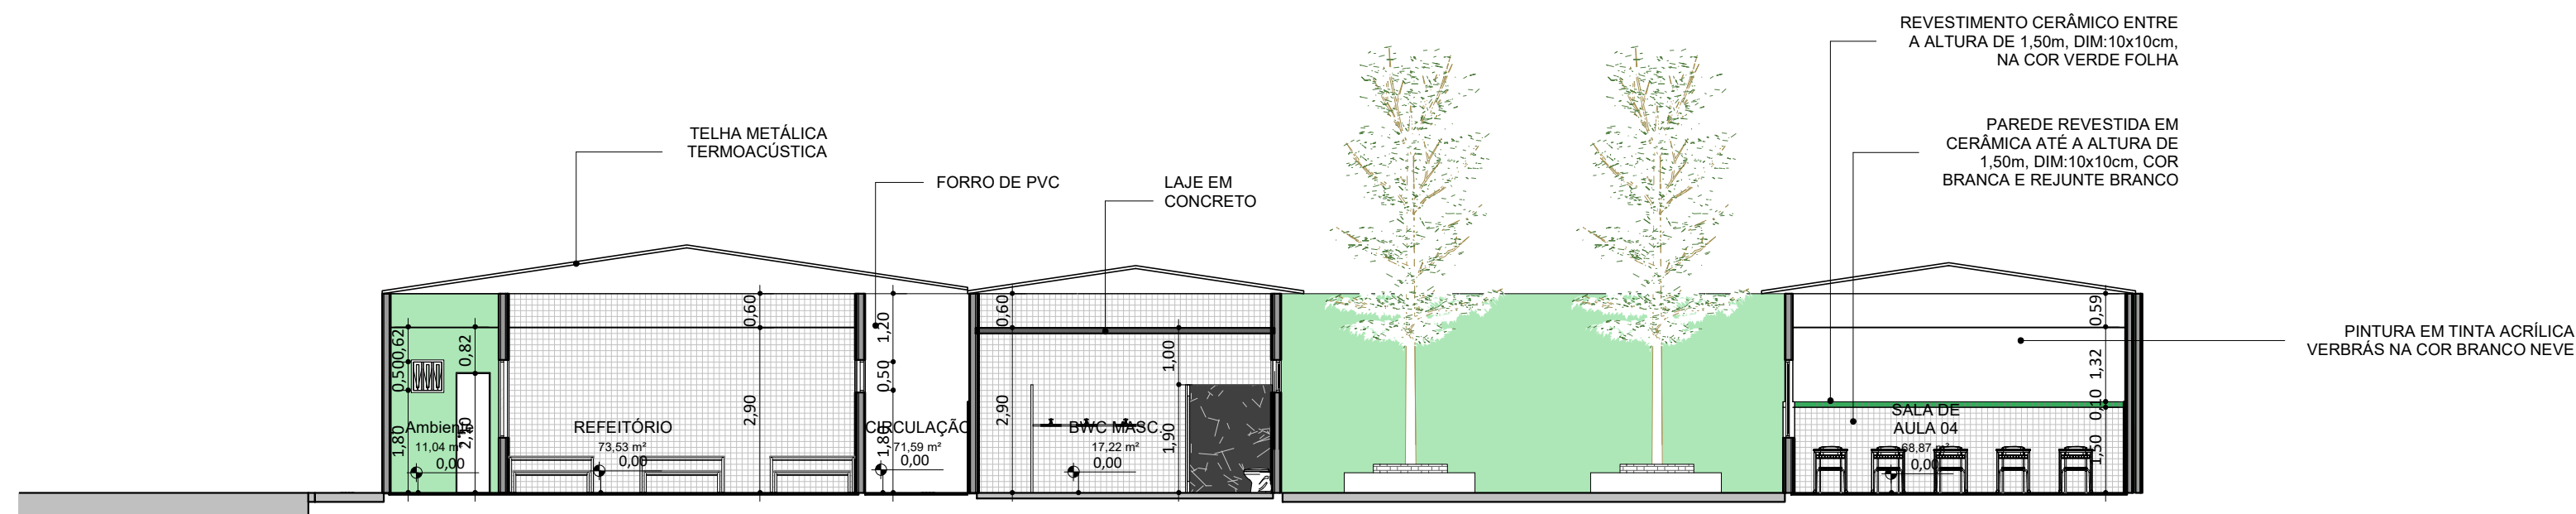 REVESTIMENTO CERÂMICO ENTRE
A ALTURA DE 1,50m, DIM:10x10cm,
NA COR VERDE FOLHA
PAREDE REVESTIDA EM
CERÂMICA ATÉ A ALTURA DE
1,50m, DIM:10x10cm, COR
BRANCA E REJUNTE BRANCO
TELHA METÁLICA
TERMOACÚSTICA
FORRO DE PVC
LAJE EM
CONCRETO
PINTURA EM TINTA ACRÍLICA
VERBRÁS NA COR BRANCO NEVE
0,62
0,50
1,80
0,82
2,10
Ambiente
11,04 m²
0,00
0,60
2,90
REFEITÓRIO
73,53 m²
0,00
1,20
0,50
1,80
CIRCULAÇÃO
71,59 m²
0,00
0,60
2,90
1,00
1,90
BWC MASC.
17,22 m²
0,00
0,59
1,32
0,10
1,50
SALA DE
AULA 04
68,87 m²
0,00